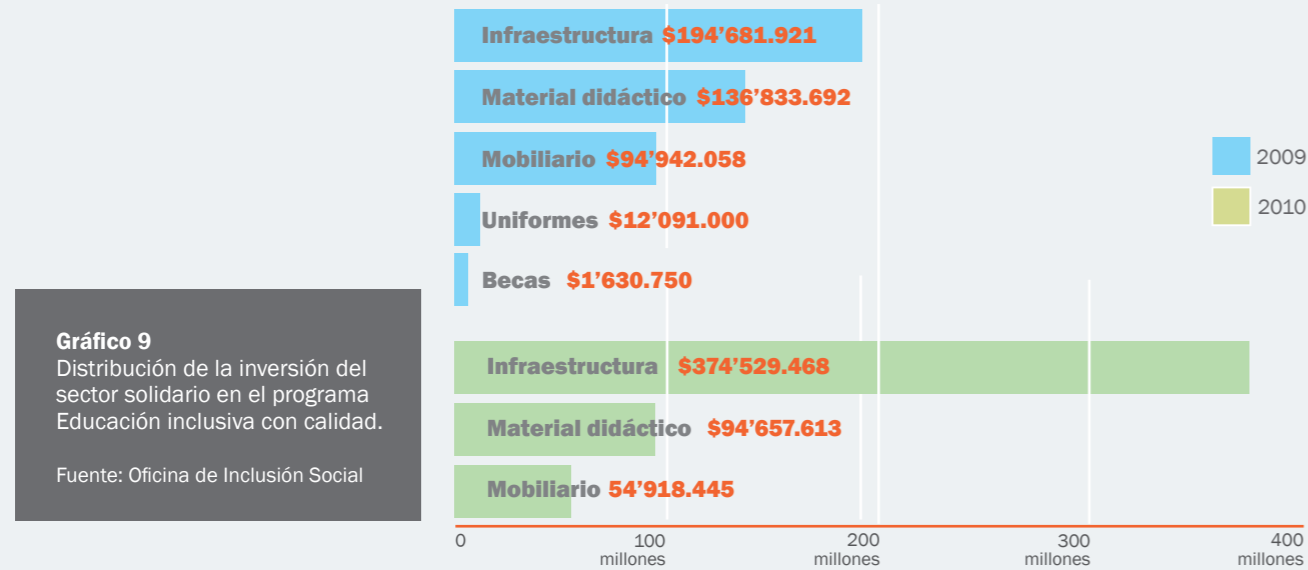 Infraestructura $194’681.921
Material didáctico $136’833.692
Mobiliario $94’942.058
Uniformes $12’091.000
Becas $1’630.750
2009
2010
Gráfico 9
Distribución de la inversión del
sector solidario en el programa
Educación inclusiva con calidad.
Fuente: Oficina de Inclusión Social
Infraestructura $374’529.468
Material didáctico $94’657.613
Mobiliario 54’918.445
0 100 200 300 400
millones millones millones millones